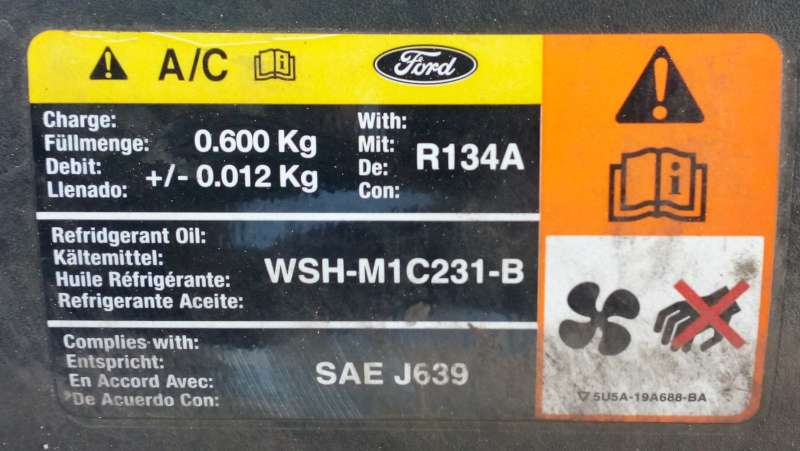 A/C
Ford
Charge:
Füllmenge:
Debit:
Llenado:
0.600 Kg
+/- 0.012 Kg
With:
Mit:
De:
Con:
R134A
Refridgerant Oil:
Kältemittel:
Huile Réfrigérante:
Refrigerante Aceite:
WSH-M1C231-B
Complies with:
Entspricht:
En Accord Avec:
De Acuerdo Con:
SAE J639
5U5A-19A688-BA